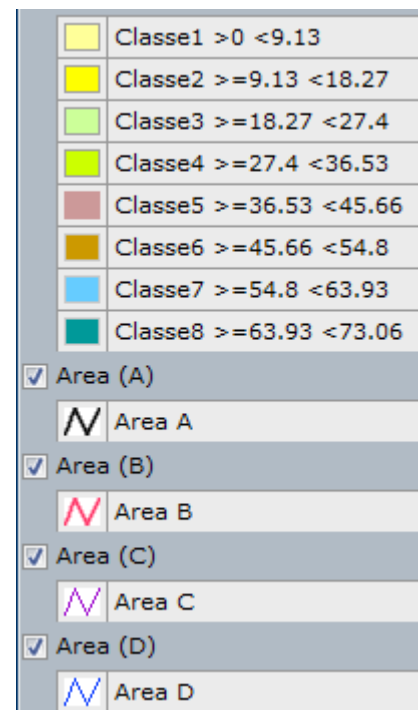 Classe1 >0 <9.13
Classe2 >=9.13 <18.27
Classe3 >=18.27 <27.4
Classe4 >=27.4 <36.53
Classe5 >=36.53 <45.66
Classe6 >=45.66 <54.8
Classe7 >=54.8 <63.93
Classe8 >=63.93 <73.06
Area (A)
Area A
Area (B)
Area B
Area (C)
Area C
Area (D)
Area D